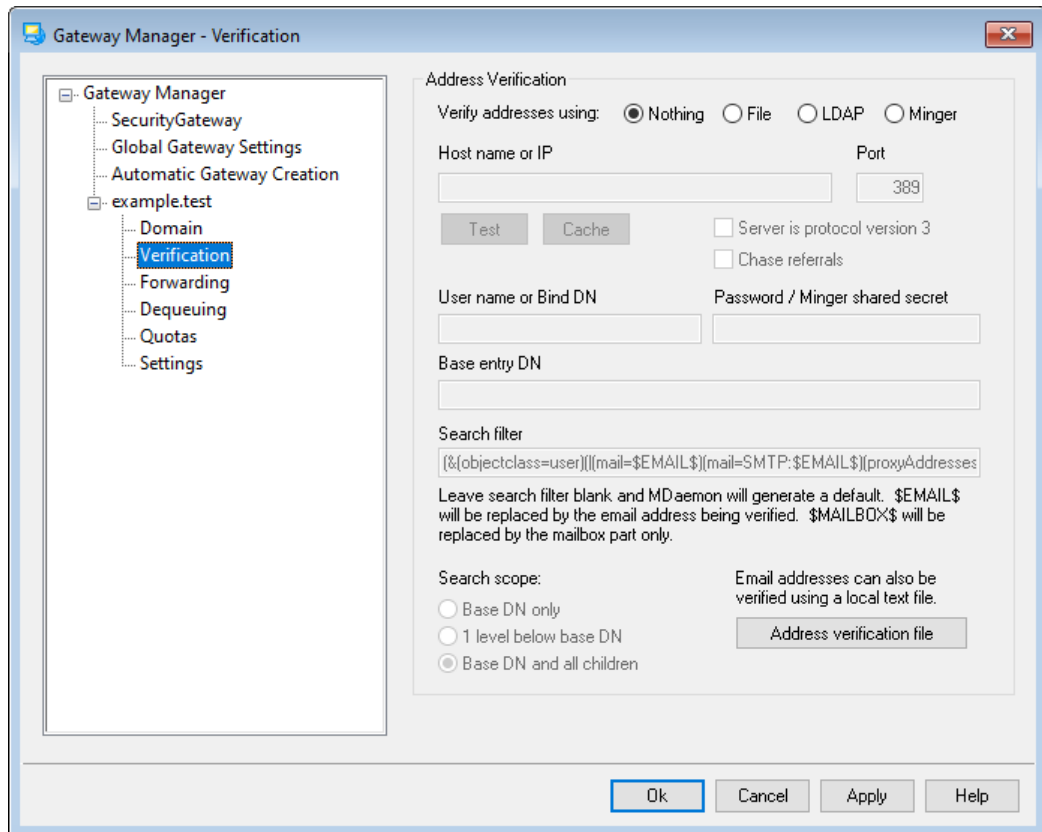 Gateway Manager - Verification
Gateway Manager
SecurityGateway
Global Gateway Settings
Automatic Gateway Creation
example.test
Domain
Verification
Forwarding
Dequeuing
Quotas
Settings
Address Verification
Verify addresses using: Nothing File LDAP Minger
Host name or IP Port
389
Test Cache Server is protocol version 3
Chase referrals
User name or Bind DN Password / Minger shared secret
Base entry DN
Search filter
(&(objectclass=user)(|(mail=$EMAIL$)(mail=SMTP:$EMAIL$)(proxyAddresses
Leave search filter blank and MDaemon will generate a default. $EMAIL$
will be replaced by the email address being verified. $MAILBOX$ will be
replaced by the mailbox part only.
Search scope:
Base DN only
1 level below base DN
Base DN and all children
Email addresses can also be
verified using a local text file.
Address verification file
Ok Cancel Apply Help